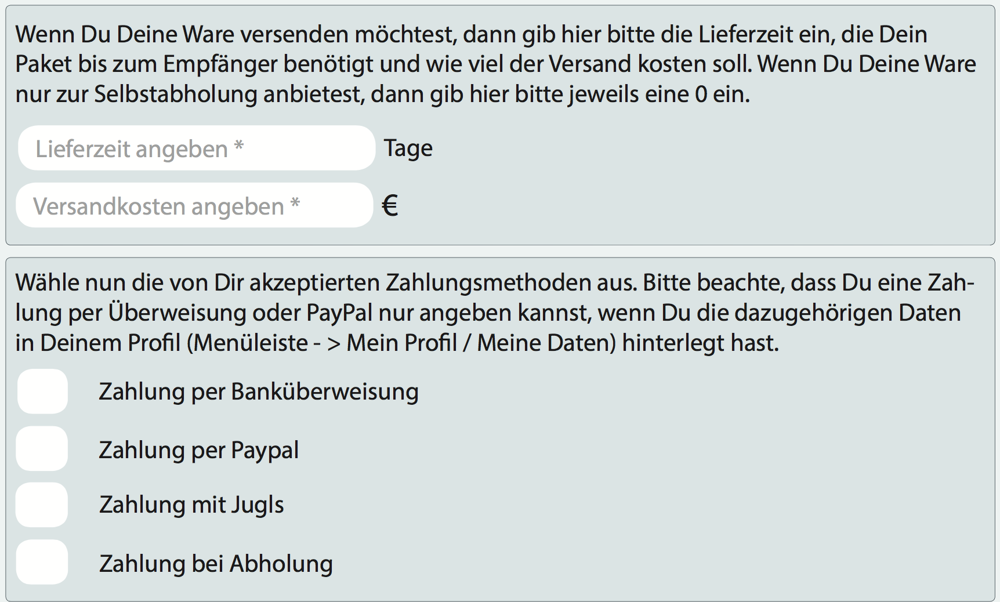 Wenn Du Deine Ware versenden möchtest, dann gib hier bitte die Lieferzeit ein, die Dein
Paket bis zum Empfänger benötigt und wie viel der Versand kosten soll. Wenn Du Deine Ware
nur zur Selbstabholung anbietest, dann gib hier bitte jeweils eine 0 ein.
Lieferzeit angeben * Tage
Versandkosten angeben * €
Wähle nun die von Dir akzeptierten Zahlungsmethoden aus. Bitte beachte, dass Du eine Zah-
lung per Überweisung oder PayPal nur angeben kannst, wenn Du die dazugehörigen Daten
in Deinem Profil (Menüleiste - > Mein Profil / Meine Daten) hinterlegt hast.
Zahlung per Banküberweisung
Zahlung per Paypal
Zahlung mit Jugls
Zahlung bei Abholung